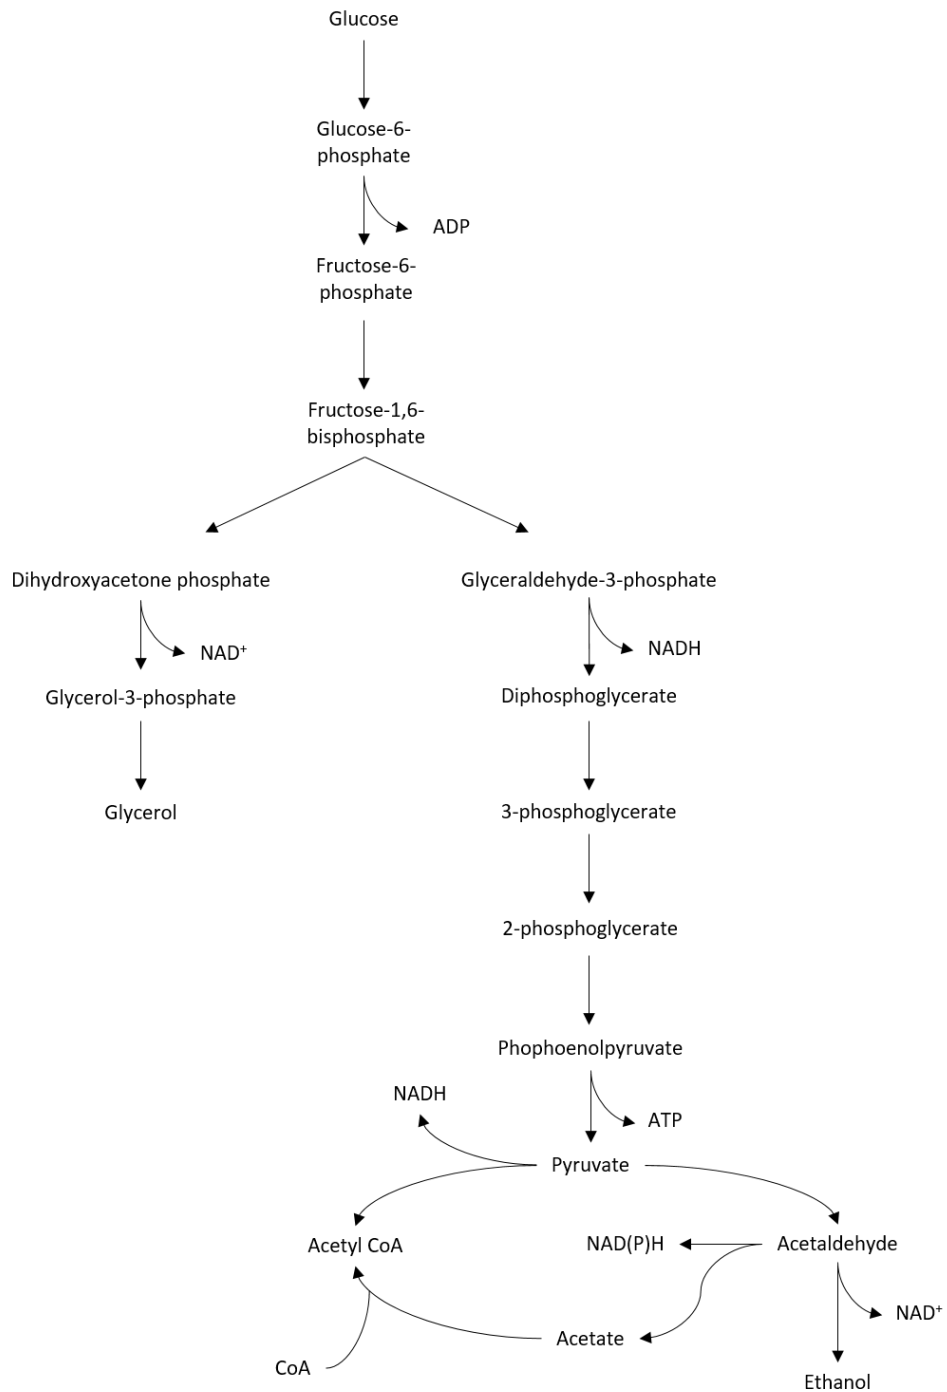 Glucose
Glucose-6-
phosphate
ADP
Fructose-6-
phosphate
Fructose-1,6-
bisphosphate
Dihydroxyacetone phosphate
Glyceraldehyde-3-phosphate
NAD⁺
NADH
Glycerol-3-phosphate
Diphosphoglycerate
Glycerol
3-phosphoglycerate
2-phosphoglycerate
Phophoenolpyruvate
NADH
ATP
Pyruvate
Acetyl CoA
NAD(P)H
Acetaldehyde
NAD⁺
Acetate
CoA
Ethanol